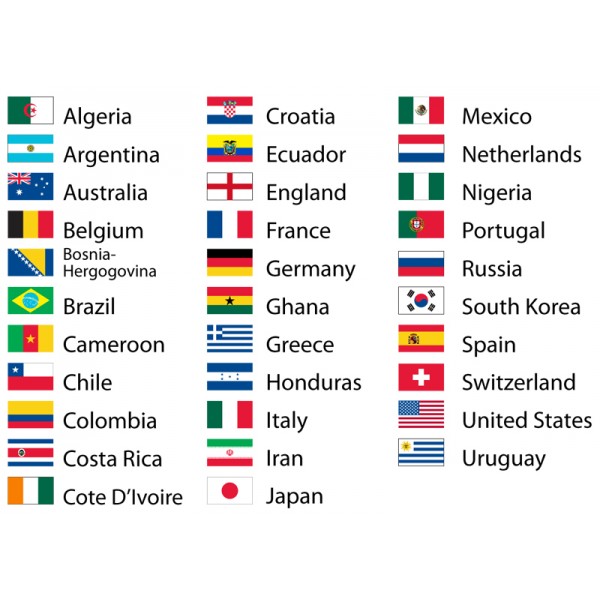 Algeria
Argentina
Australia
Belgium
Bosnia-
Hergogovina
Brazil
Cameroon
Chile
Colombia
Costa Rica
Cote D’Ivoire
Croatia
Ecuador
England
France
Germany
Ghana
Greece
Honduras
Italy
Iran
Japan
Mexico
Netherlands
Nigeria
Portugal
Russia
South Korea
Spain
Switzerland
United States
Uruguay